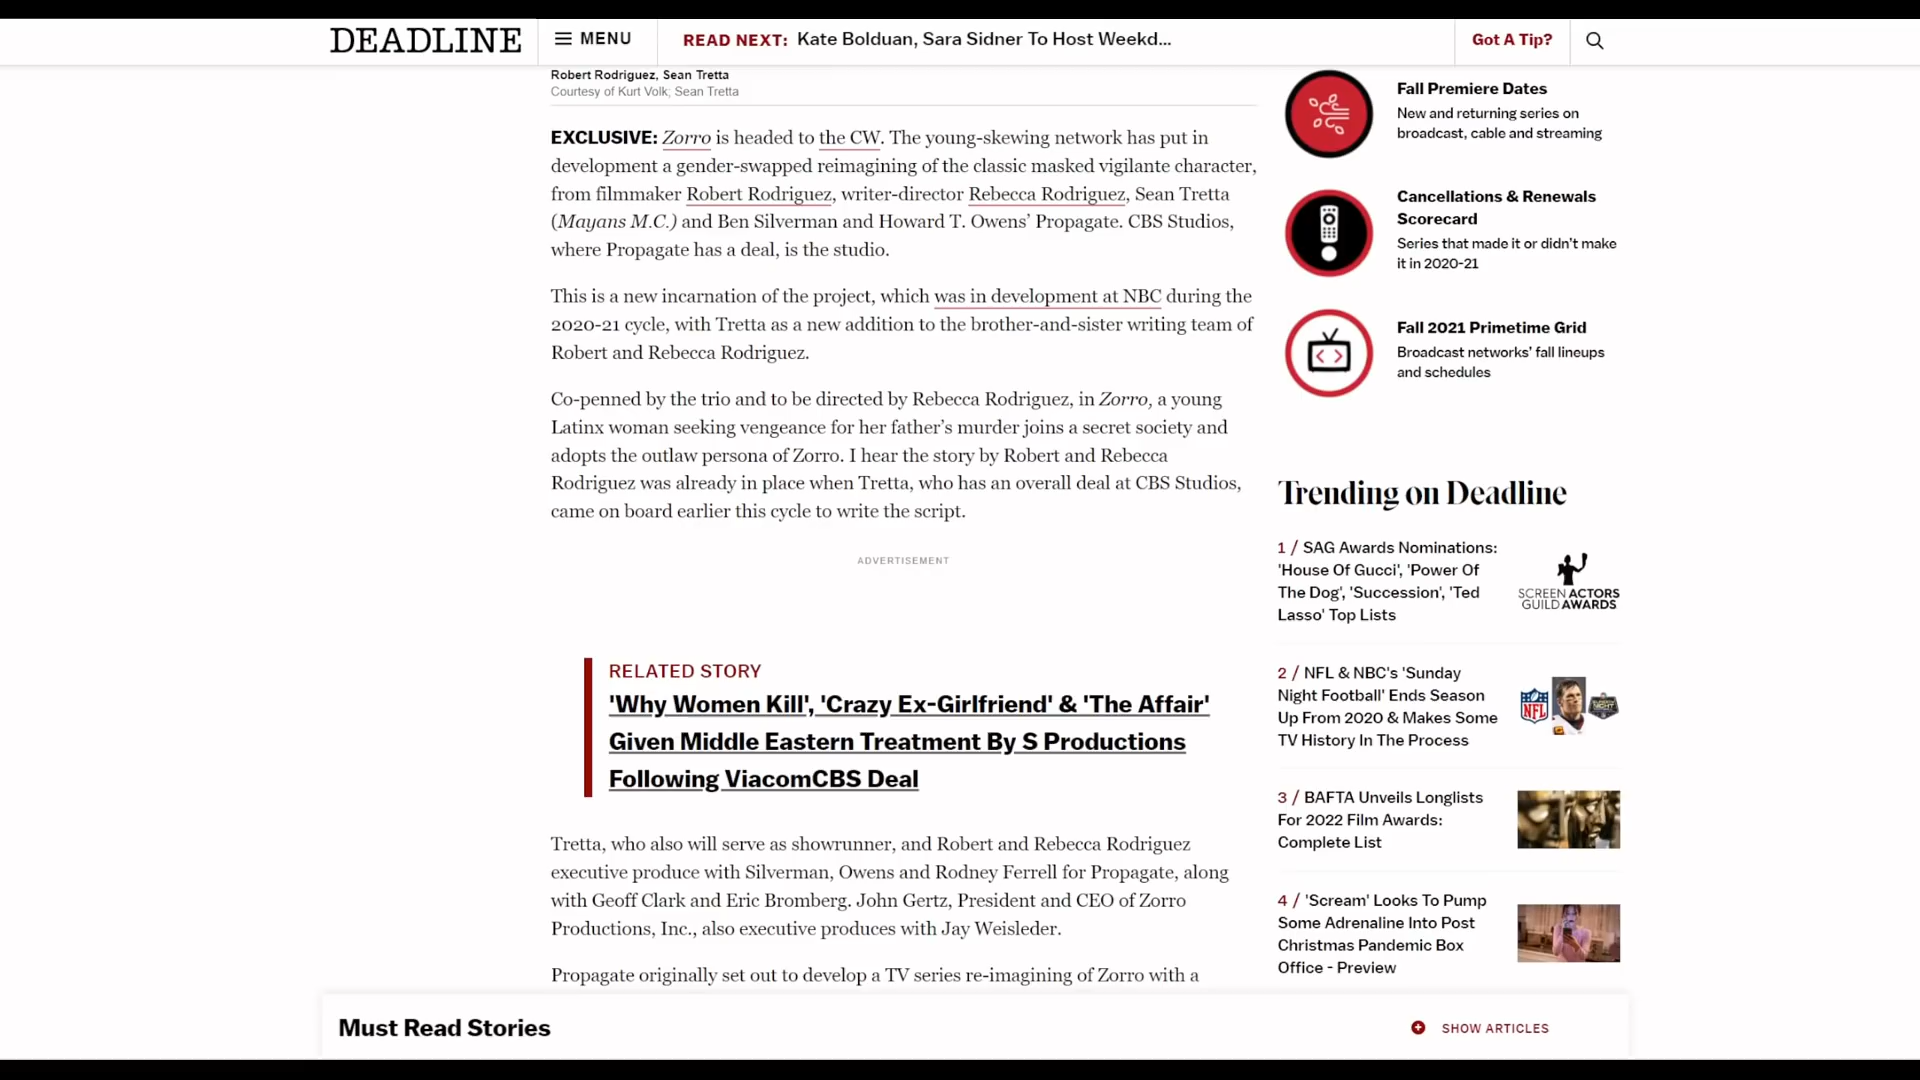 DEADLINE
MENU
READ NEXT: Kate Bolduan, Sara Sidner To Host Weekd...
Got A Tip?
Robert Rodriguez, Sean Tretta
Courtesy of Kurt Volk; Sean Tretta
EXCLUSIVE: Zorro is headed to the CW. The young-skewing network has put in
development a gender-swapped reimagining of the classic masked vigilante character,
from filmmaker Robert Rodriguez, writer-director Rebecca Rodriguez, Sean Tretta
(Mayans M.C.) and Ben Silverman and Howard T. Owens’ Propagate. CBS Studios,
where Propagate has a deal, is the studio.
This is a new incarnation of the project, which was in development at NBC during the
2020-21 cycle, with Tretta as a new addition to the brother-and-sister writing team of
Robert and Rebecca Rodriguez.
Co-penned by the trio and to be directed by Rebecca Rodriguez, in Zorro, a young
Latinx woman seeking vengeance for her father’s murder joins a secret society and
adopts the outlaw persona of Zorro. I hear the story by Robert and Rebecca
Rodriguez was already in place when Tretta, who has an overall deal at CBS Studios,
came on board earlier this cycle to write the script.
ADVERTISEMENT
RELATED STORY
'Why Women Kill', 'Crazy Ex-Girlfriend' & 'The Affair'
Given Middle Eastern Treatment By S Productions
Following ViacomCBS Deal
Tretta, who also will serve as showrunner, and Robert and Rebecca Rodriguez
executive produce with Silverman, Owens and Rodney Ferrell for Propagate, along
with Geoff Clark and Eric Bromberg. John Gertz, President and CEO of Zorro
Productions, Inc., also executive produces with Jay Weisleder.
Propagate originally set out to develop a TV series re-imagining of Zorro with a
Fall Premiere Dates
New and returning series on
broadcast, cable and streaming
Cancellations & Renewals
Scorecard
Series that made it or didn’t make
it in 2020-21
Fall 2021 Primetime Grid
Broadcast networks’ fall lineups
and schedules
Trending on Deadline
1 / SAG Awards Nominations:
'House Of Gucci', 'Power Of
The Dog', 'Succession', 'Ted
Lasso' Top Lists
SCREEN ACTORS
GUILD AWARDS
2 / NFL & NBC's 'Sunday
Night Football' Ends Season
Up From 2020 & Makes Some
TV History In The Process
NFL
3 / BAFTA Unveils Longlists
For 2022 Film Awards:
Complete List
4 / 'Scream' Looks To Pump
Some Adrenaline Into Post
Christmas Pandemic Box
Office - Preview
Must Read Stories
SHOW ARTICLES